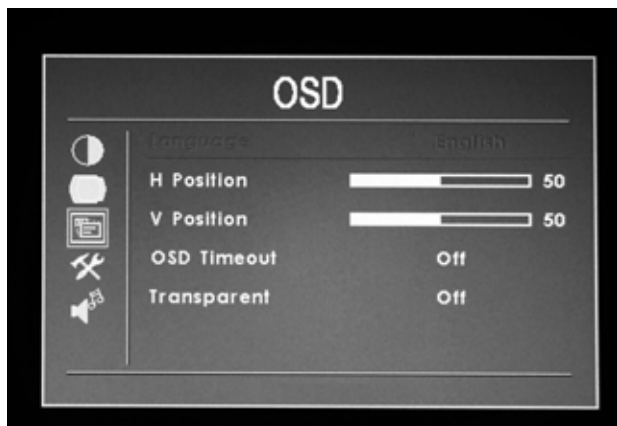 OSD
Language English
H Position 50
V Position 50
OSD Timeout Off
Transparent Off